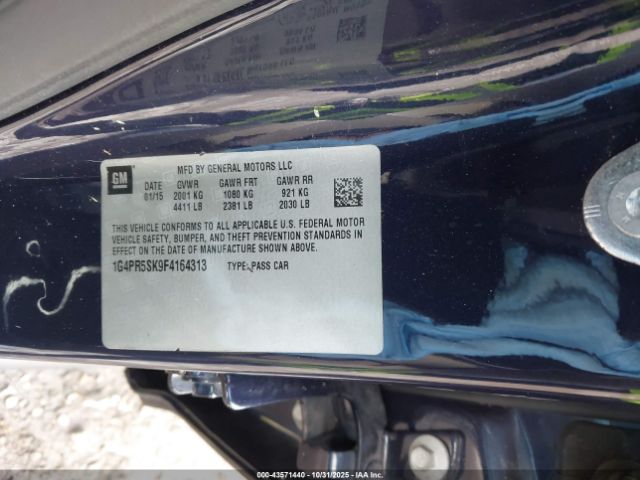 GM
MFD BY GENERAL MOTORS LLC
DATE GVWR GAWR FRT GAWR RR
01/15 2001 KG 1080 KG 921 KG
4411 LB 2381 LB 2030 LB
THIS VEHICLE CONFORMS TO ALL APPLICABLE U.S. FEDERAL MOTOR
VEHICLE SAFETY, BUMPER, AND THEFT PREVENTION STANDARDS
IN EFFECT ON THE DATE OF MANUFACTURE SHOWN ABOVE.
1G4PR5SK9F4164313 TYPE: PASS CAR
000-43571440 - 10/31/2025 - IAAI.COM